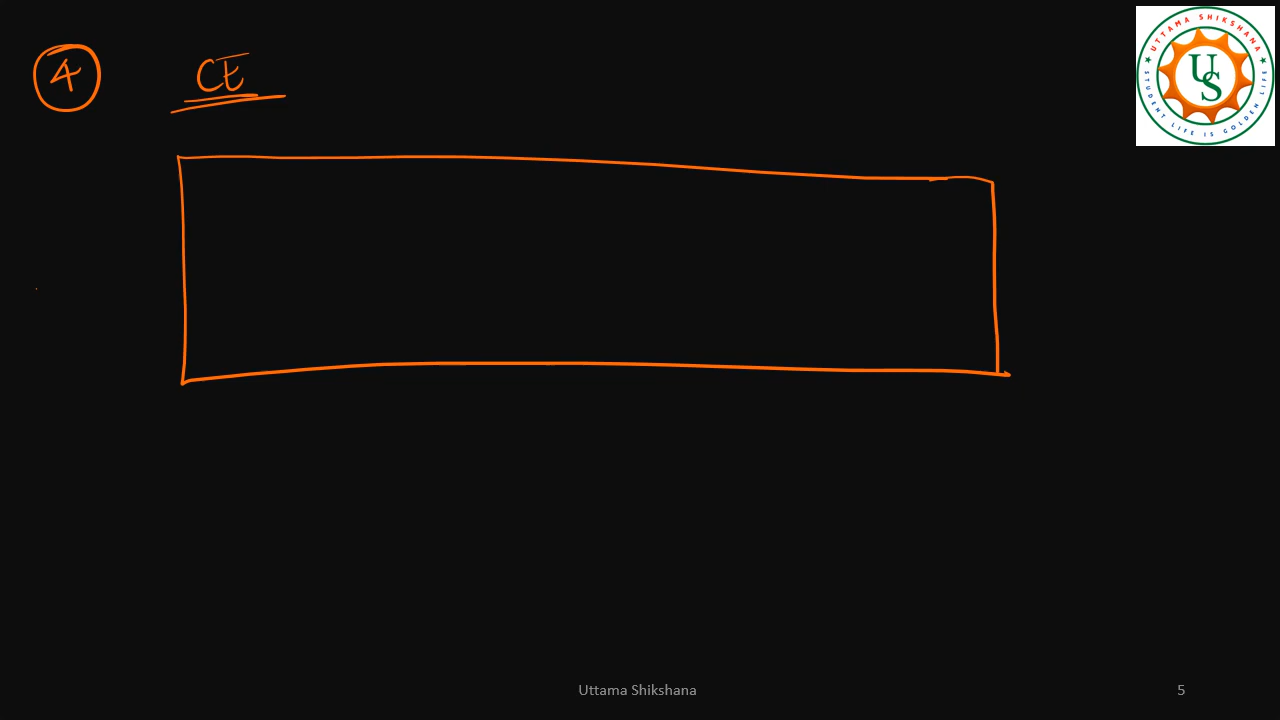 ④ CE
UTTAMA SHIKSHANA
US
STUDENT LIFE IS GOLDEN LIFE
Uttama Shikshana
5